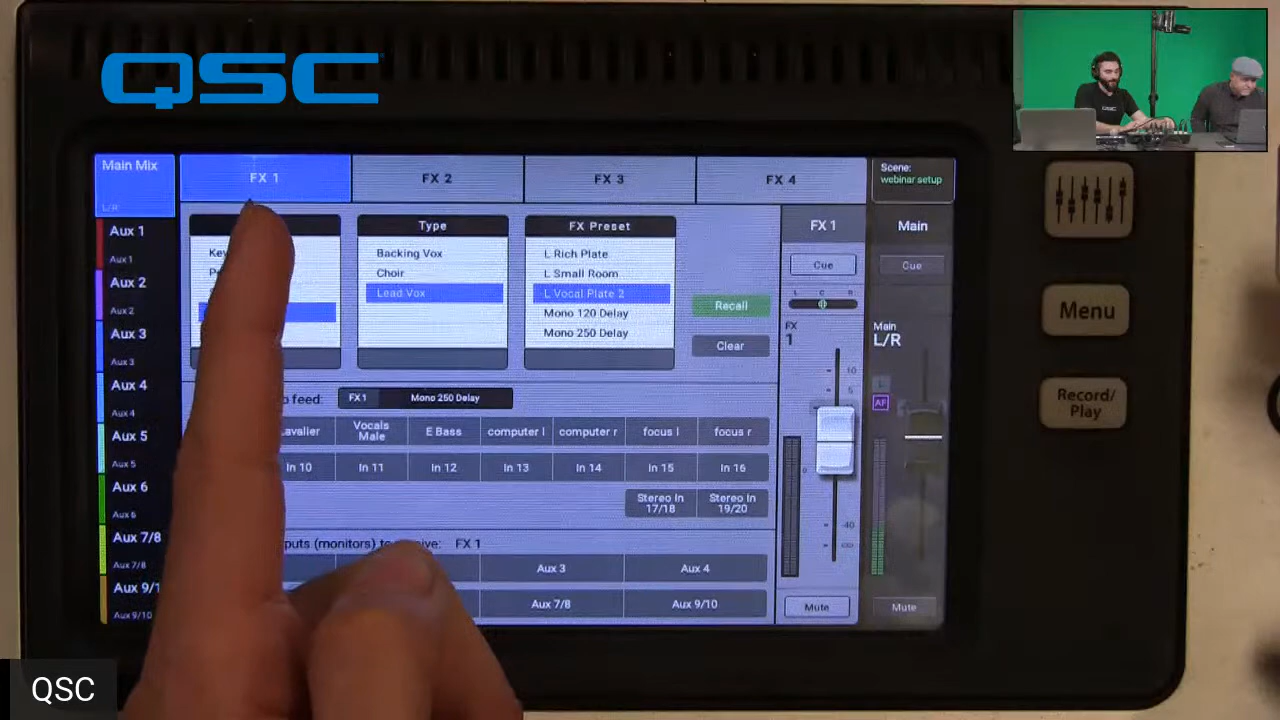 QSC
Main Mix
L/R
FX 1
FX 2
FX 3
FX 4
Scene:
webinar setup
Aux 1
Aux 1
Aux 2
Aux 2
Aux 3
Aux 3
Aux 4
Aux 4
Aux 5
Aux 5
Aux 6
Aux 6
Aux 7/8
Aux 7/8
Aux 9/1
Aux 9/10
Type
Backing Vox
Choir
Lead Vox
FX Preset
L Rich Plate
L Small Room
L Vocal Plate 2
Mono 120 Delay
Mono 250 Delay
Recall
Clear
feed:
FX1
Mono 250 Delay
Vocals
Male
E Bass
computer l
computer r
focus l
focus r
In 10
In 11
In 12
In 13
In 14
In 15
In 16
Stereo In
17/18
Stereo In
19/20
(monitors)
FX 1
Aux 3
Aux 4
Aux 7/8
Aux 9/10
FX 1
Cue
L C R
FX
1
10
5
0
-40
Mute
Main
Cue
Main
L/R
AF
Mute
Menu
Record/
Play
QSC